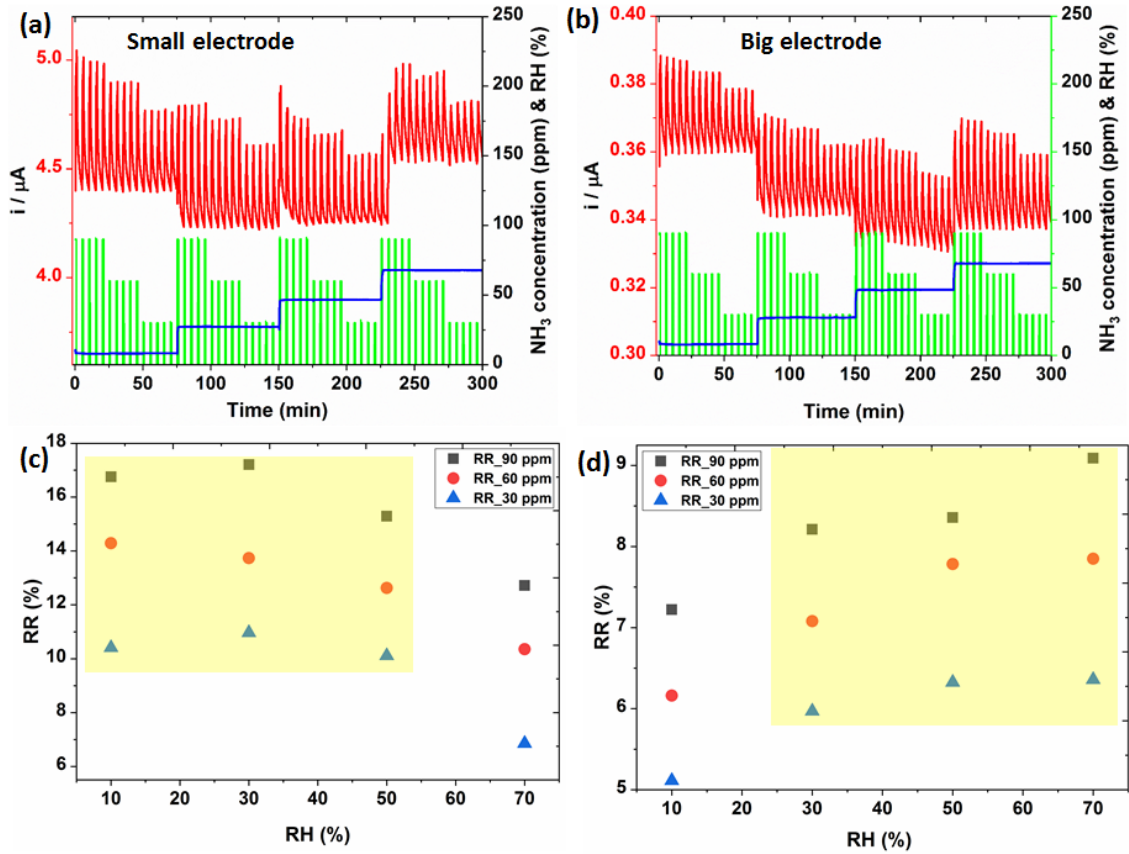 (a)
Small electrode
5.0
4.5
4.0
i / μA
250
200
150
100
50
0
NH₃ concentration (ppm) & RH (%)
0 50 100 150 200 250 300
Time (min)
(b)
Big electrode
0.40
0.38
0.36
0.34
0.32
0.30
i / μA
250
200
150
100
50
0
NH₃ concentration (ppm) & RH (%)
0 50 100 150 200 250 300
Time (min)
(c)
18
16
14
12
10
8
6
RR (%)
RR_90 ppm
RR_60 ppm
RR_30 ppm
10 20 30 40 50 60 70
RH (%)
(d)
9
8
7
6
5
RR (%)
RR_90 ppm
RR_60 ppm
RR_30 ppm
10 20 30 40 50 60 70
RH (%)